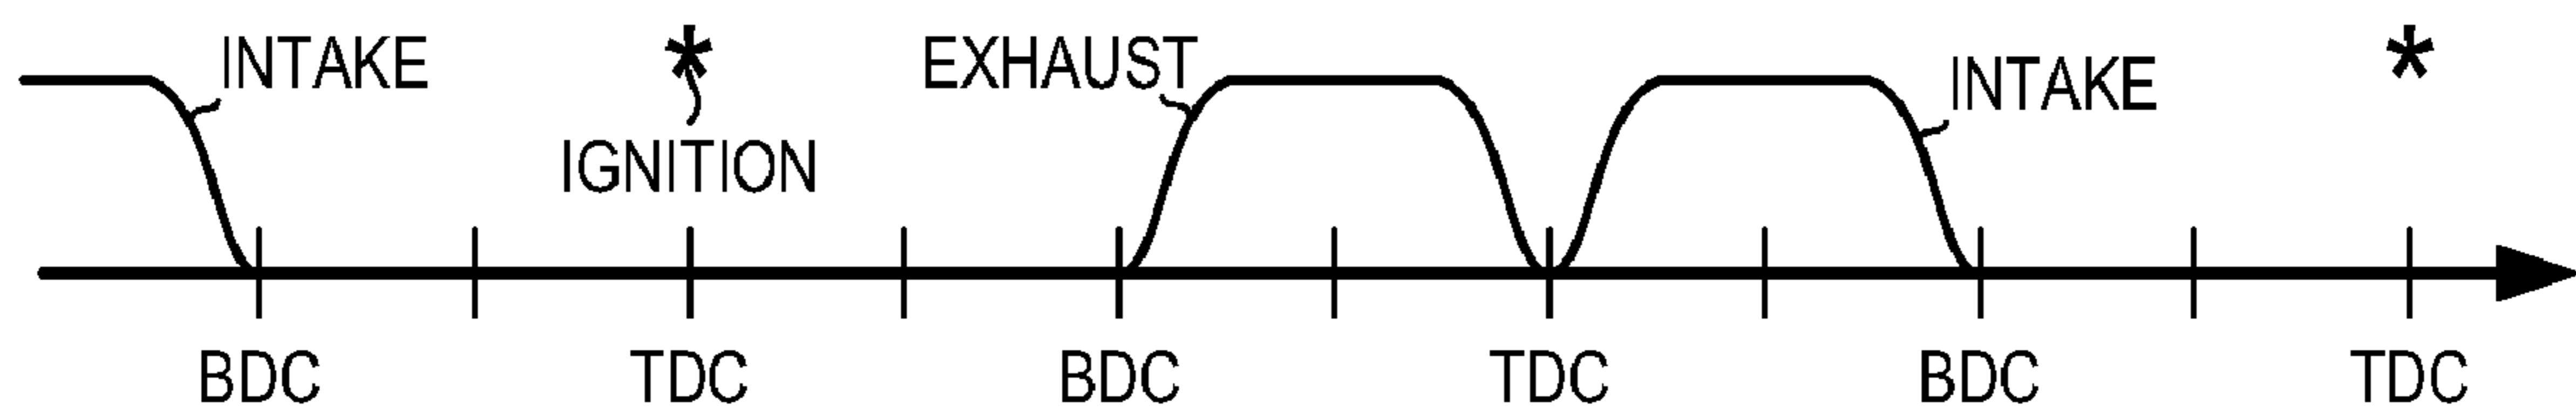 INTAKE * EXHAUST INTAKE *
IGNITION
BDC TDC BDC TDC BDC TDC